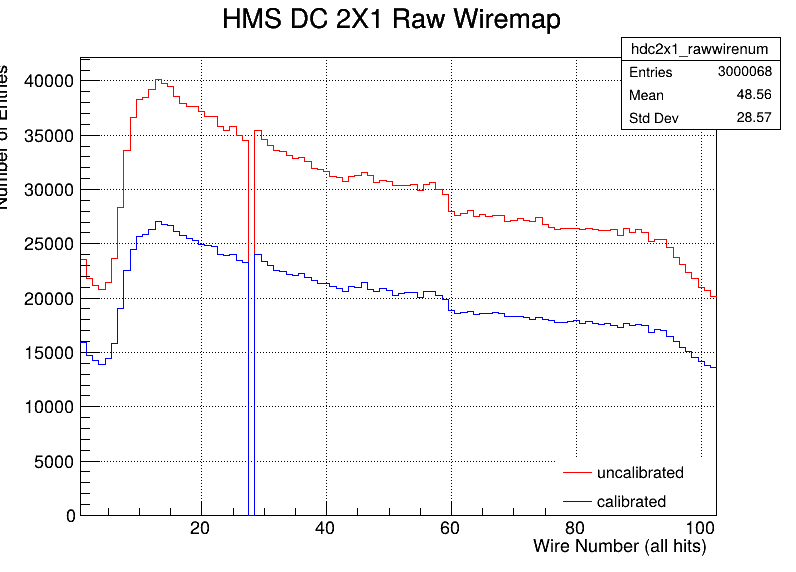 HMS DC 2X1 Raw Wiremap
hdc2x1_rawwirenum
Entries 3000068
Mean 48.56
Std Dev 28.57
Number of Entries
40000
35000
30000
25000
20000
15000
10000
5000
0
uncalibrated
calibrated
20 40 60 80 100
Wire Number (all hits)